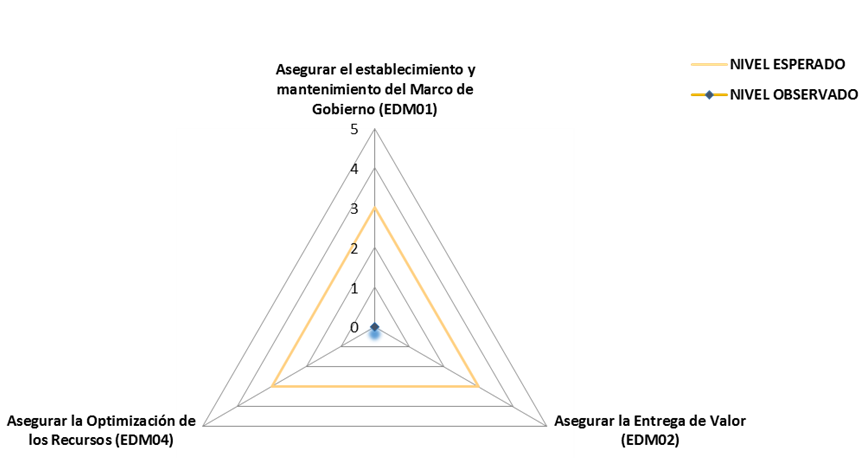 Asegurar el establecimiento y
mantenimiento del Marco de
Gobierno (EDM01)
NIVEL ESPERADO
NIVEL OBSERVADO
5
4
3
2
1
0
Asegurar la Optimización de
los Recursos (EDM04)
Asegurar la Entrega de Valor
(EDM02)